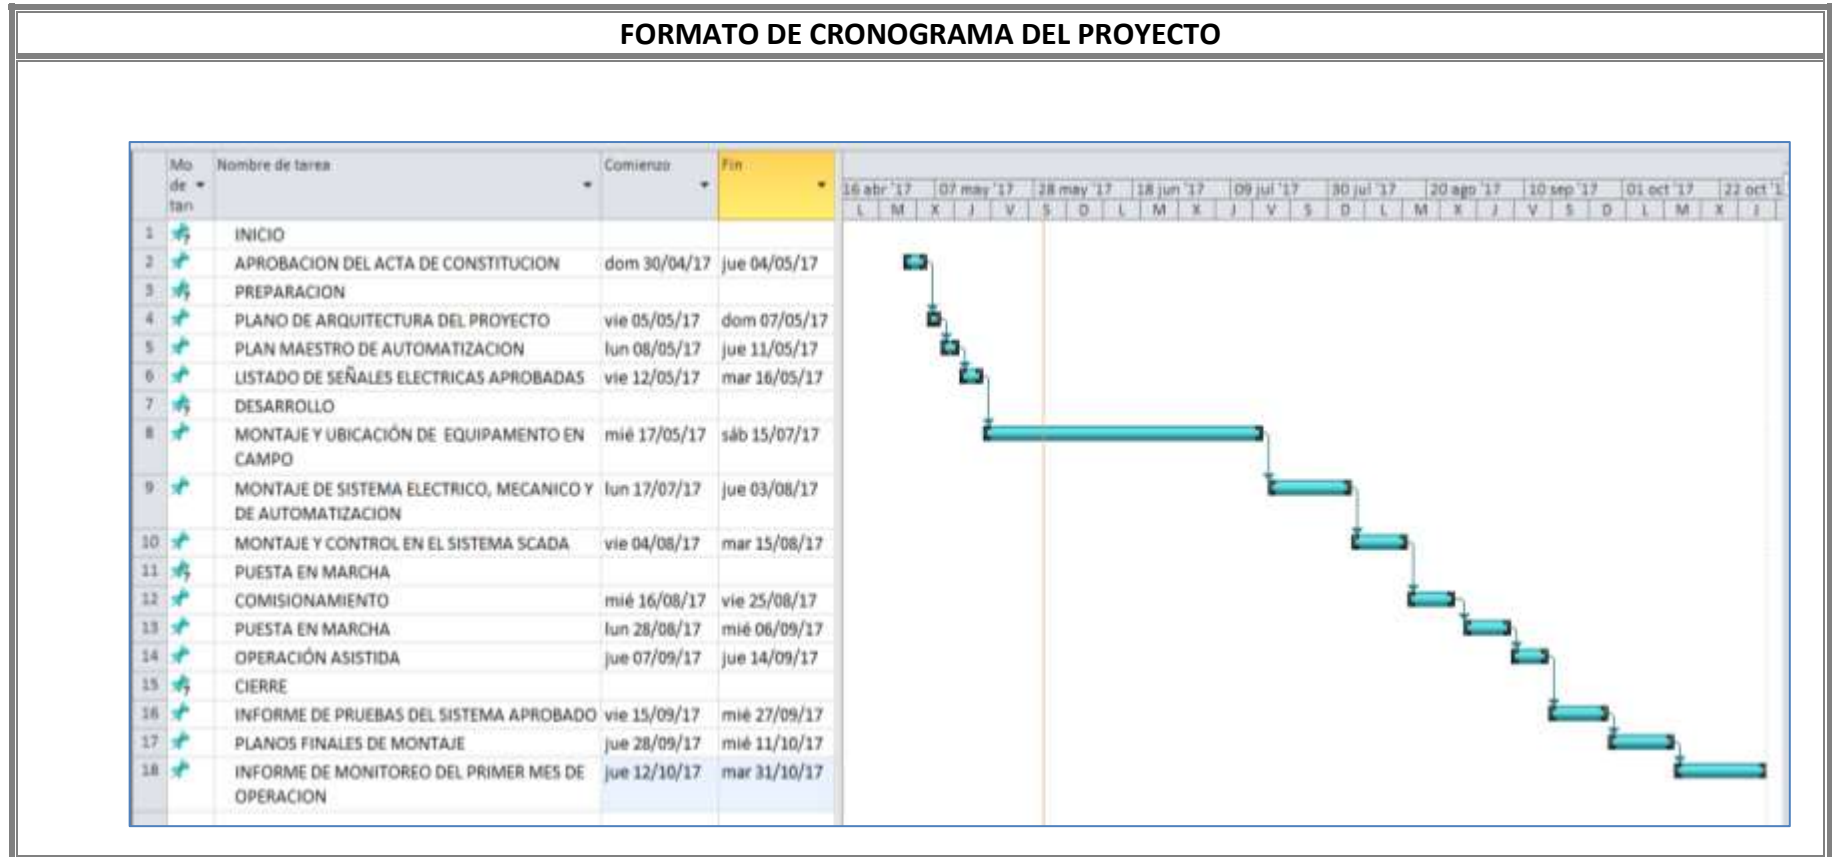 FORMATO DE CRONOGRAMA DEL PROYECTO
Mo Nombre de tarea Comienzo Fin
de
tan
16 abr '17 07 may '17 28 may '17 18 jun '17 09 jul '17 30 jul '17 20 ago '17 10 sep '17 01 oct '17 22 oct '1
L M X J V S D L M X J V S D L M X J V S D L M X J
1 INICIO
2 APROBACION DEL ACTA DE CONSTITUCION dom 30/04/17 jue 04/05/17
3 PREPARACION
4 PLANO DE ARQUITECTURA DEL PROYECTO vie 05/05/17 dom 07/05/17
5 PLAN MAESTRO DE AUTOMATIZACION lun 08/05/17 jue 11/05/17
6 LISTADO DE SEÑALES ELECTRICAS APROBADAS vie 12/05/17 mar 16/05/17
7 DESARROLLO
8 MONTAJE Y UBICACIÓN DE EQUIPAMENTO EN mié 17/05/17 sáb 15/07/17
CAMPO
9 MONTAJE DE SISTEMA ELECTRICO, MECANICO Y lun 17/07/17 jue 03/08/17
DE AUTOMATIZACION
10 MONTAJE Y CONTROL EN EL SISTEMA SCADA vie 04/08/17 mar 15/08/17
11 PUESTA EN MARCHA
12 COMISIONAMIENTO mié 16/08/17 vie 25/08/17
13 PUESTA EN MARCHA lun 28/08/17 mié 06/09/17
14 OPERACIÓN ASISTIDA jue 07/09/17 jue 14/09/17
15 CIERRE
16 INFORME DE PRUEBAS DEL SISTEMA APROBADO vie 15/09/17 mié 27/09/17
17 PLANOS FINALES DE MONTAJE jue 28/09/17 mié 11/10/17
18 INFORME DE MONITOREO DEL PRIMER MES DE jue 12/10/17 mar 31/10/17
OPERACION